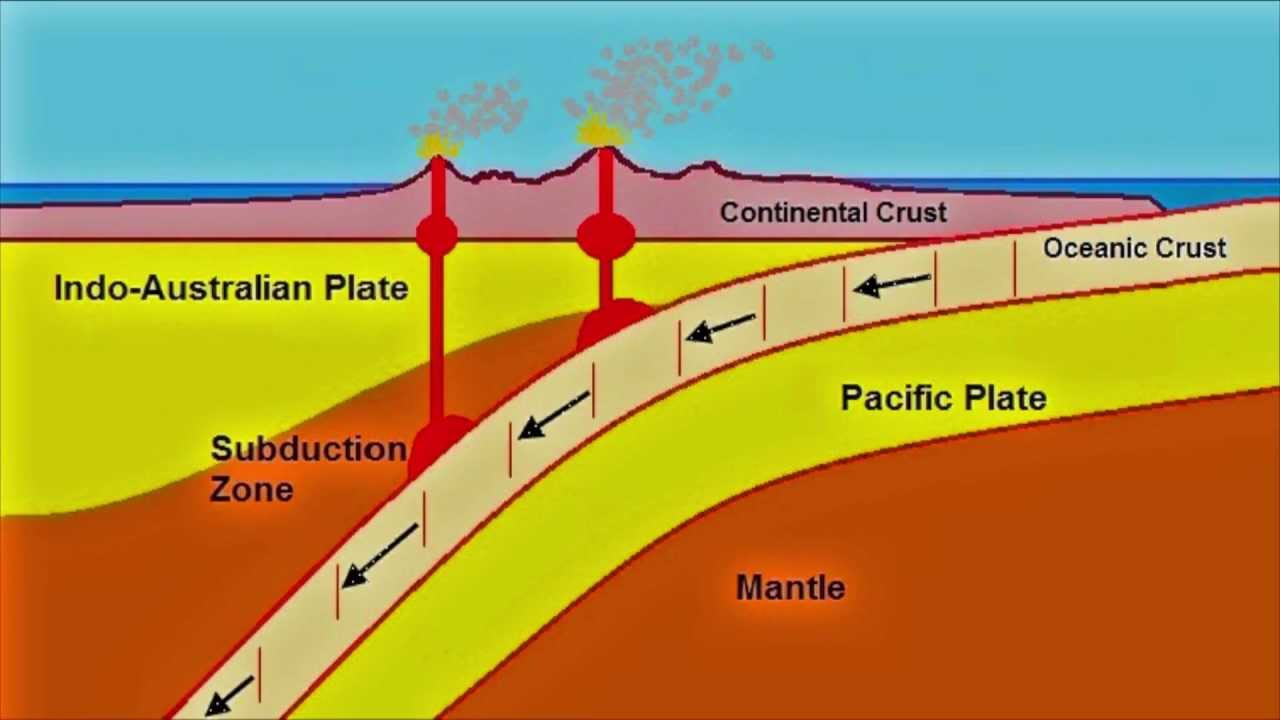 Continental Crust
Oceanic Crust
Indo-Australian Plate
Pacific Plate
Subduction
Zone
Mantle